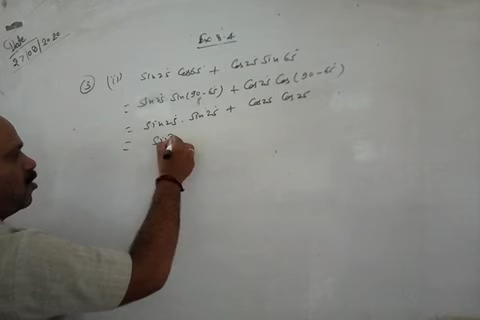 Date
27/08/2020
Ex 8.4
③ (ii) sin25° cos65° + cos25° sin65°
= sin25° sin(90-65°) + cos25° cos(90-65°)
= sin25° . sin25° + cos25 cos25
= sin